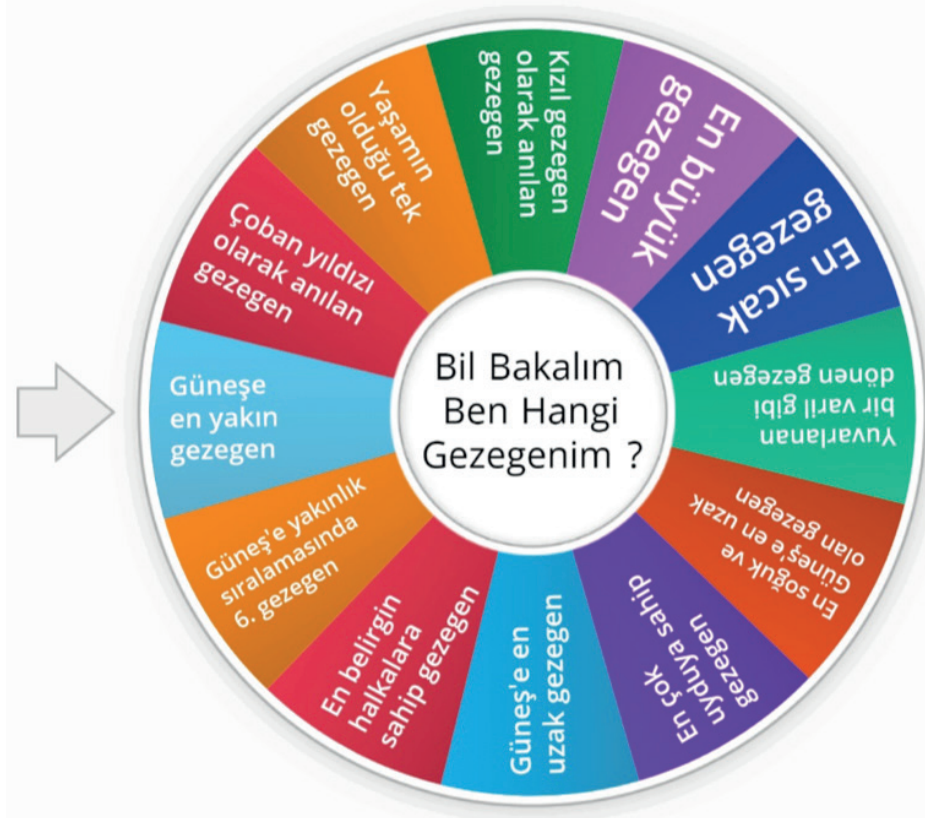 Bil Bakalım
Ben Hangi
Gezegenim ?
Güneşe
en yakın
gezegen
Çoban yıldızı
olarak anılan
gezegen
Yaşamın
olduğu tek
gezegen
Kızıl gezegen
olarak anılan
gezegen
En büyük
gezegen
En sıcak
gezegen
Yuvarlanan
bir varil gibi
dönen gezegen
En soğuk ve
Güneş'e en uzak
olan gezegen
En çok
uyduya sahip
gezegen
Güneş'e en
uzak gezegen
En belirgin
halkalara
sahip gezegen
Güneş'e yakınlık
sıralamasında
6. gezegen